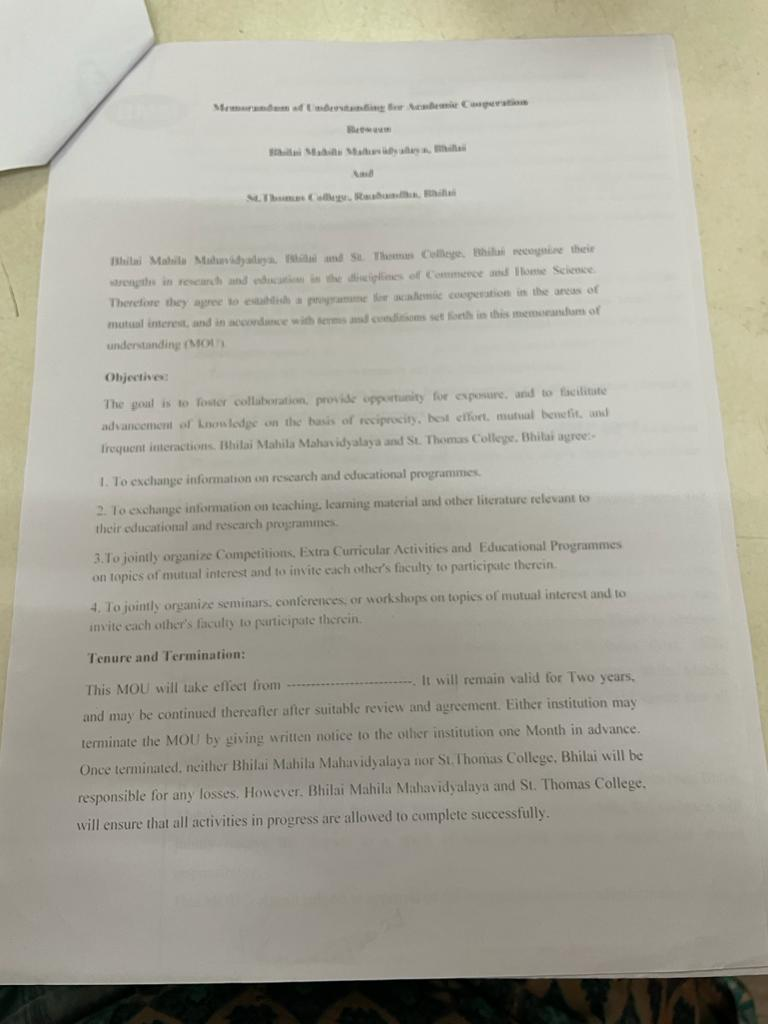 Memorandum of Understanding for Academic Cooperation
Between
Bhilai Mahila Mahavidyalaya, Bhilai
And
St. Thomas College, Ruabandha, Bhilai
Bhilai Mahila Mahavidyalaya, Bhilai and St. Thomas College, Bhilai recognize their
strengths in research and education in the disciplines of Commerce and Home Science.
Therefore they agree to establish a programme for academic cooperation in the areas of
mutual interest, and in accordance with terms and conditions set forth in this memorandum of
understanding (MOU)
Objectives:
The goal is to foster collaboration, provide opportunity for exposure, and to facilitate
advancement of knowledge on the basis of reciprocity, best effort, mutual benefit, and
frequent interactions. Bhilai Mahila Mahavidyalaya and St. Thomas College, Bhilai agree:-
1. To exchange information on research and educational programmes.
2. To exchange information on teaching, learning material and other literature relevant to
their educational and research programmes.
3.To jointly organize Competitions, Extra Curricular Activities and Educational Programmes
on topics of mutual interest and to invite each other's faculty to participate therein.
4. To jointly organize seminars, conferences, or workshops on topics of mutual interest and to
invite each other's faculty to participate therein.
Tenure and Termination:
This MOU will take effect from --------------------------. It will remain valid for Two years,
and may be continued thereafter after suitable review and agreement. Either institution may
terminate the MOU by giving written notice to the other institution one Month in advance.
Once terminated, neither Bhilai Mahila Mahavidyalaya nor St.Thomas College, Bhilai will be
responsible for any losses. However, Bhilai Mahila Mahavidyalaya and St. Thomas College,
will ensure that all activities in progress are allowed to complete successfully.